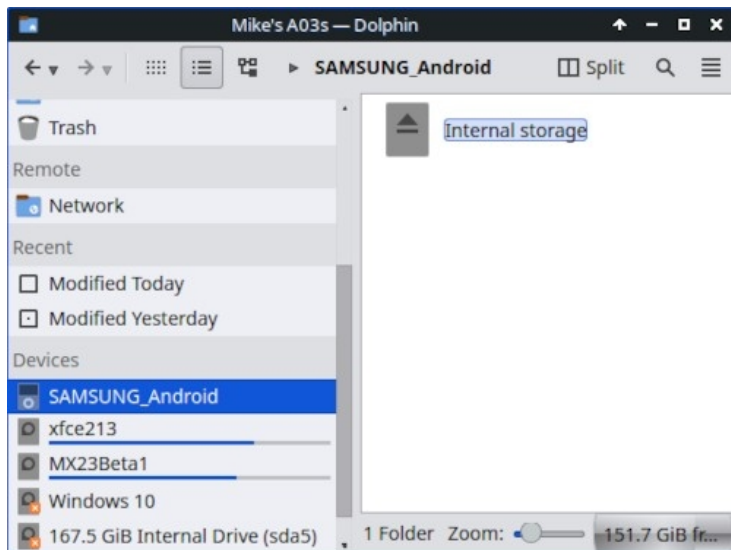 Mike's A03s — Dolphin
SAMSUNG_Android
Split
Trash
Remote
Network
Recent
Modified Today
Modified Yesterday
Devices
SAMSUNG_Android
xfce213
MX23Beta1
Windows 10
167.5 GiB Internal Drive (sda5)
Internal storage
1 Folder Zoom: 151.7 GiB fr...